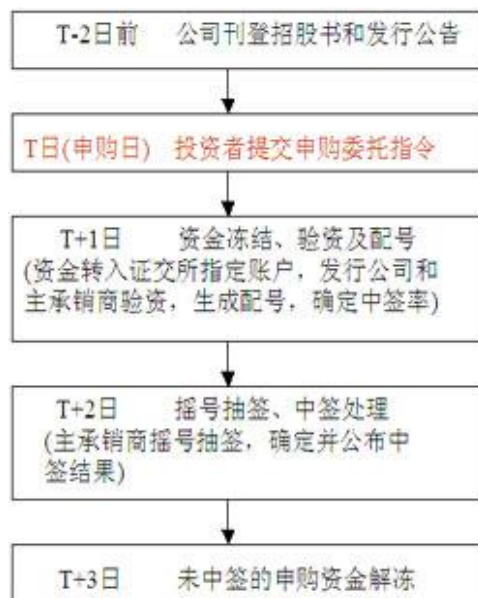 T-2日前 公司刊登招股书和发行公告
T日(申购日) 投资者提交申购委托指令
T+1日 资金冻结、验资及配号
(资金转入证交所指定账户，发行公司和
主承销商验资，生成配号，确定中签率)
T+2日 摇号抽签、中签处理
(主承销商摇号抽签，确定并公布中
签结果)
T+3日 未中签的申购资金解冻